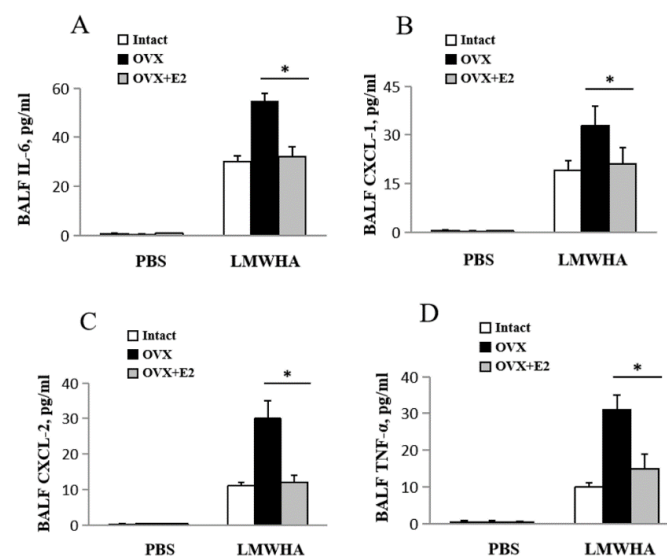 A
Intact
OVX
OVX+E2
*
BALF IL-6, pg/ml
60
40
20
0
PBS
LMWHA
B
Intact
OVX
OVX+E2
*
BALF CXCL-1, pg/ml
45
30
15
0
PBS
LMWHA
C
Intact
OVX
OVX+E2
*
BALF CXCL-2, pg/ml
40
30
20
10
0
PBS
LMWHA
D
Intact
OVX
OVX+E2
*
BALF TNF-α, pg/ml
40
30
20
10
0
PBS
LMWHA